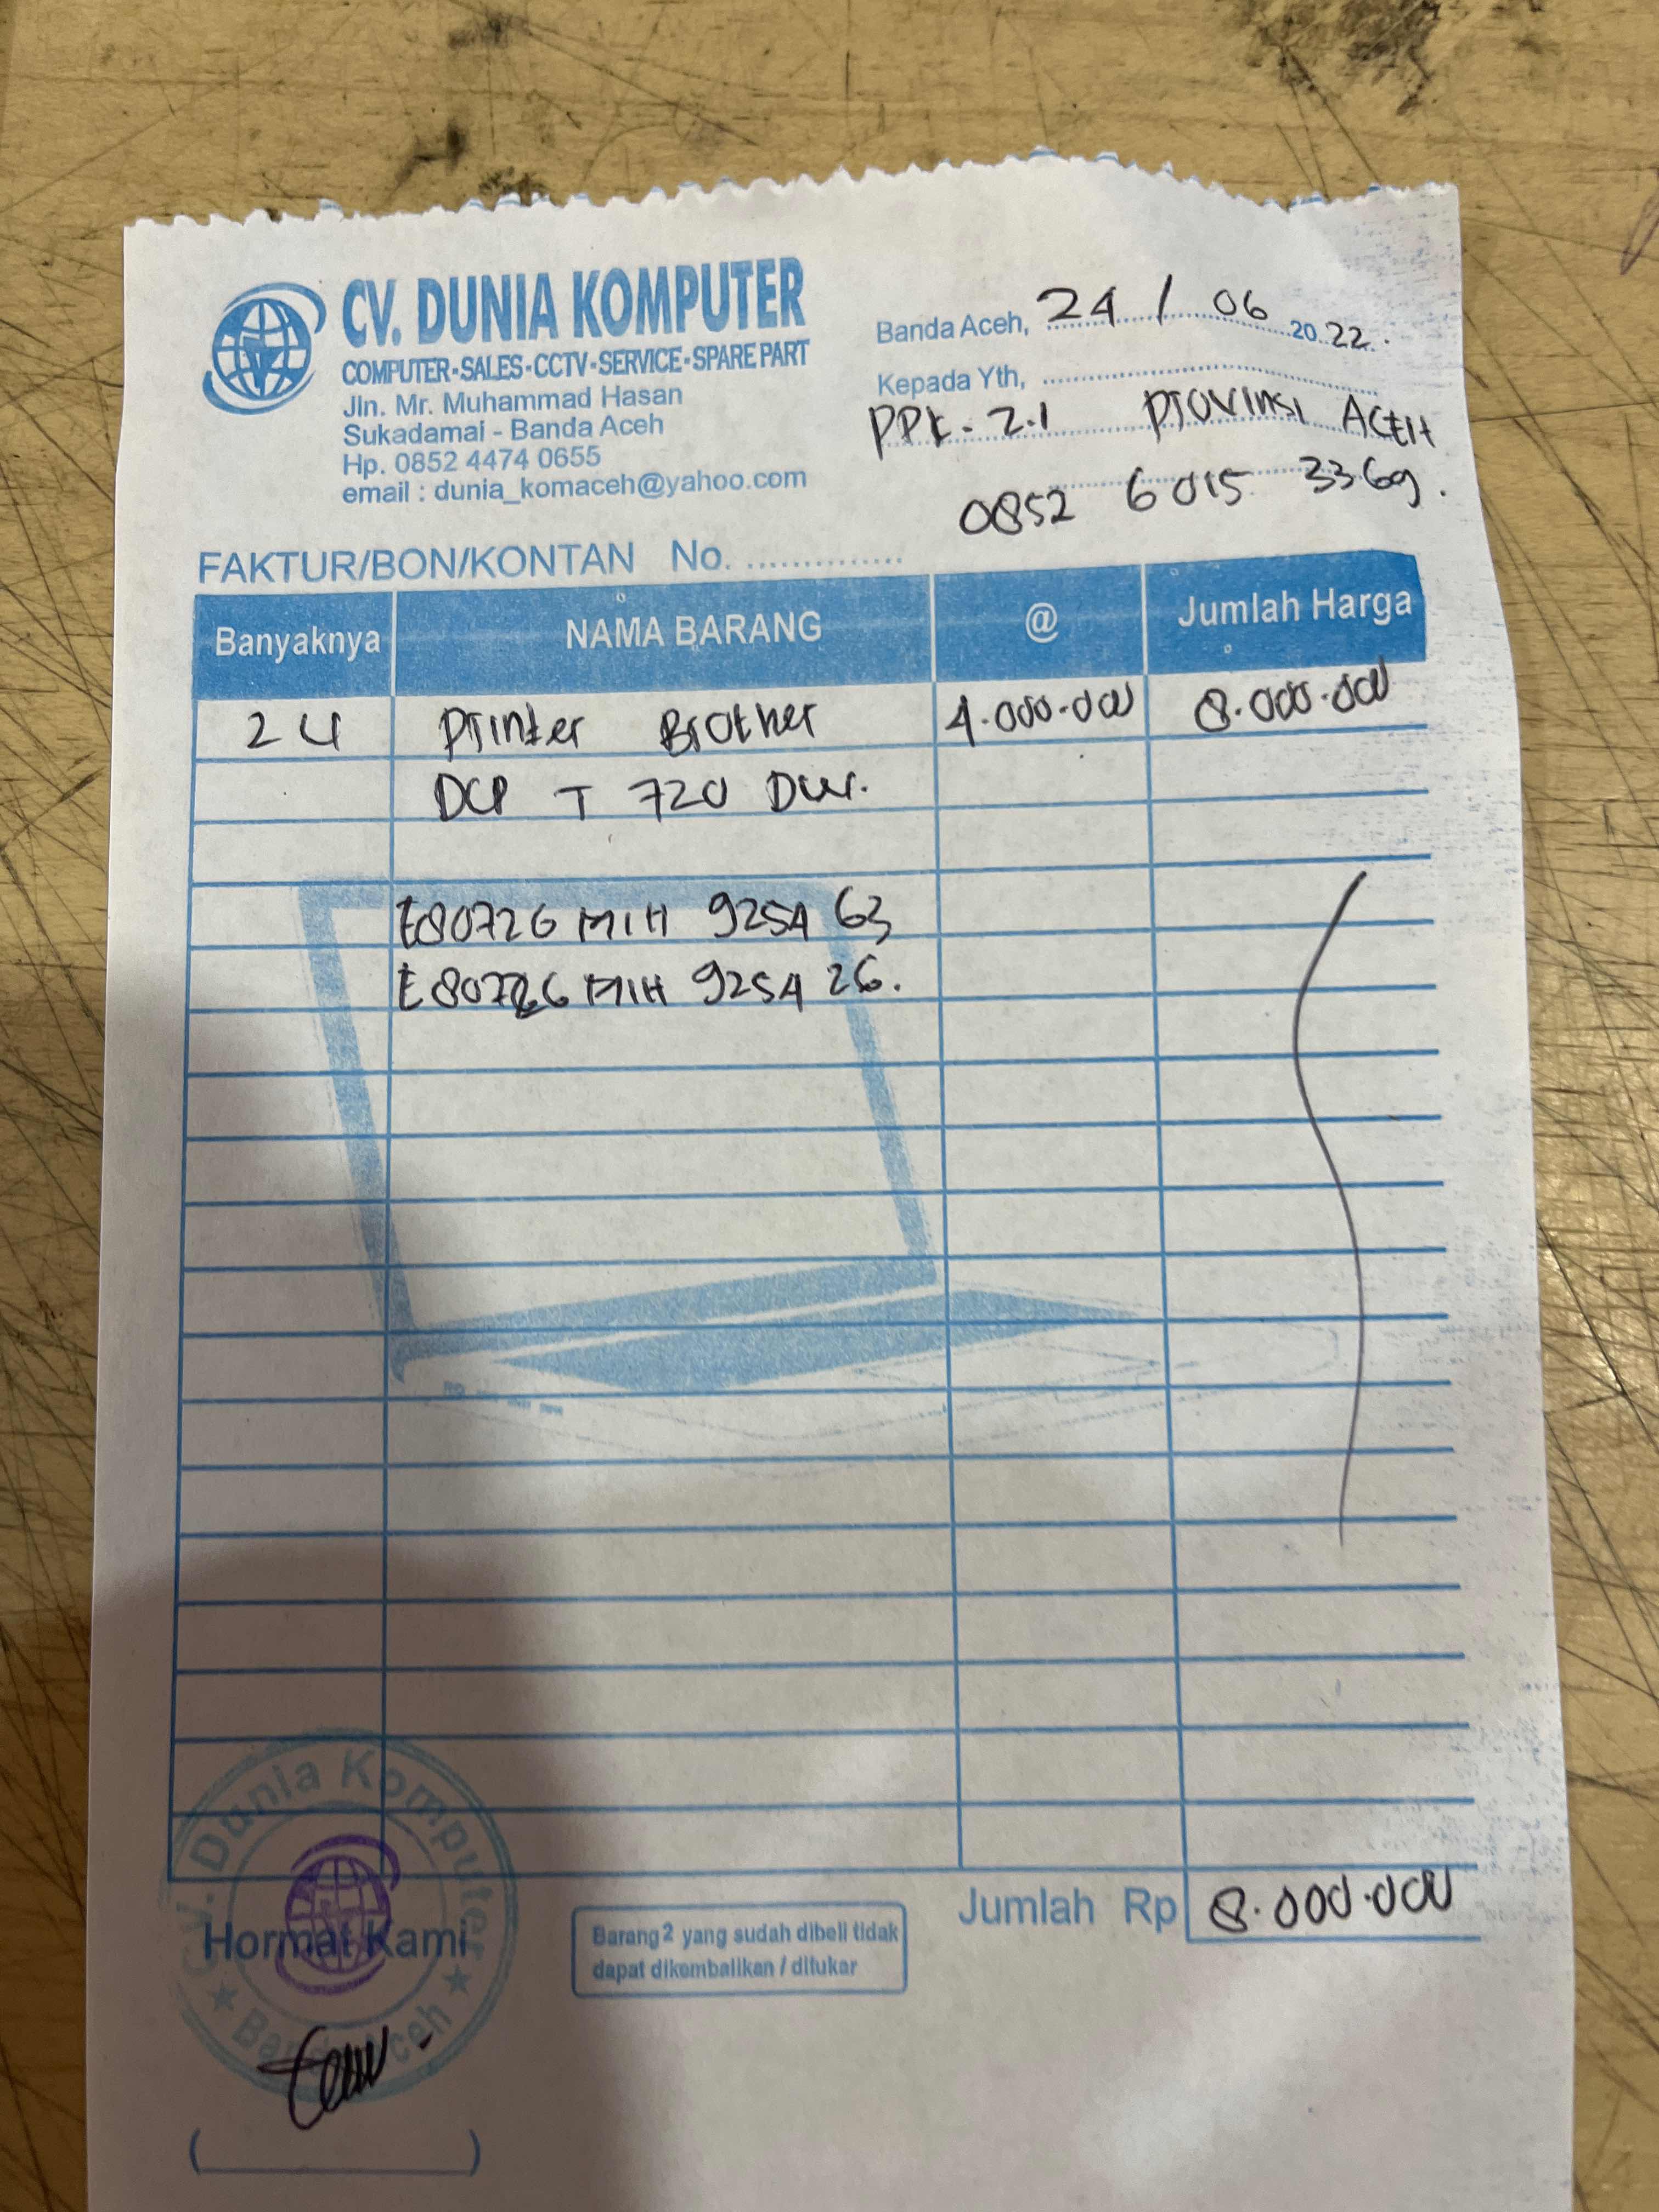 CV. DUNIA KOMPUTER
COMPUTER-SALES-CCTV-SERVICE-SPARE PART
Jln. Mr. Muhammad Hasan
Sukadamai - Banda Aceh
Hp. 0852 4474 0655
email : dunia_komaceh@yahoo.com
Banda Aceh, 24 / 06 2022.
Kepada Yth,
PPK - 2.1 Provinsi ACEH
0852 6015 3369.
FAKTUR/BON/KONTAN No. ..............
Banyaknya NAMA BARANG @ Jumlah Harga
2 U Printer Brother 4.000.000 8.000.000
DCP T 720 DW.
E80726 M1H 9254 63
E80726 M1H 9254 26.
Jumlah Rp 8.000.000
Hormat Kami
Barang2 yang sudah dibeli tidak
dapat dikembalikan / ditukar
CV. Dunia Komputer
Banda Aceh